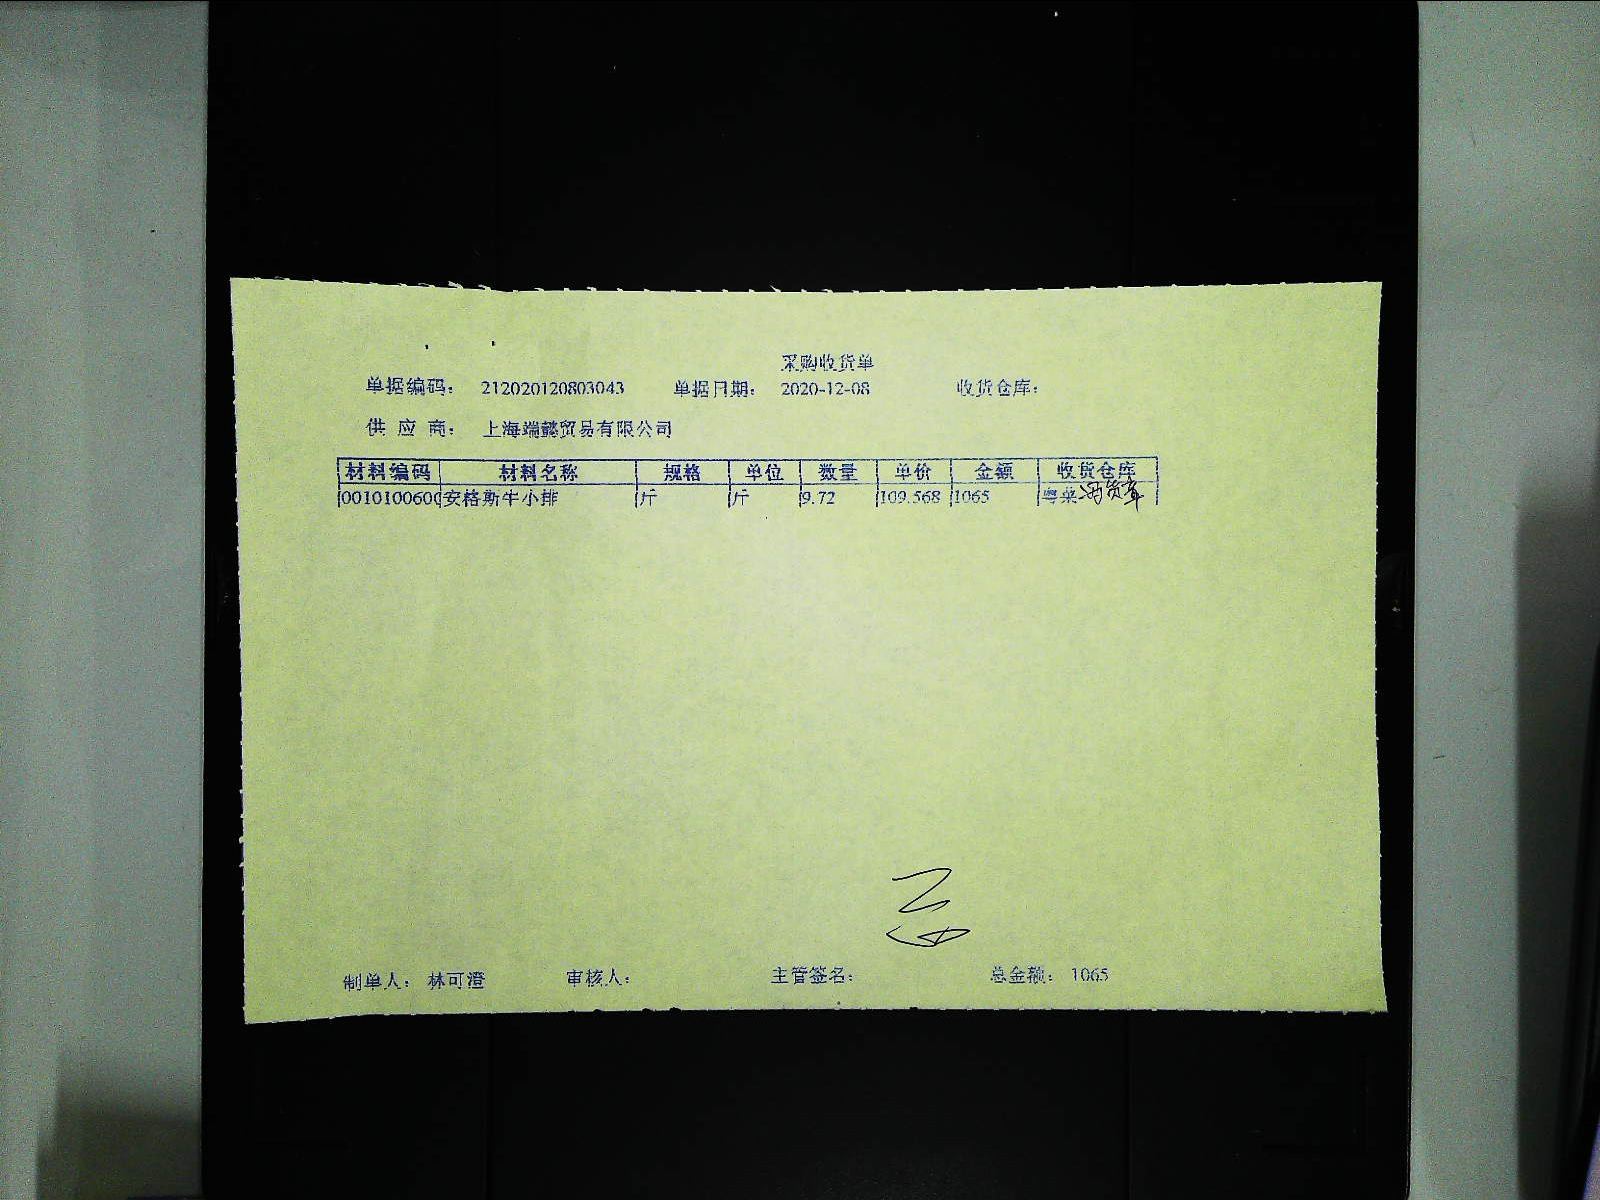 采购收货单
单据编码: 212020120803043 单据日期: 2020-12-08 收货仓库:
供应商: 上海端懿贸易有限公司
材料编码 材料名称 规格 单位 数量 单价 金额 收货仓库
0010100600 安格斯牛小排 斤 斤 9.72 109.568 1065 粤菜
制单人: 林可澄 审核人: 主管签名: 总金额: 1065